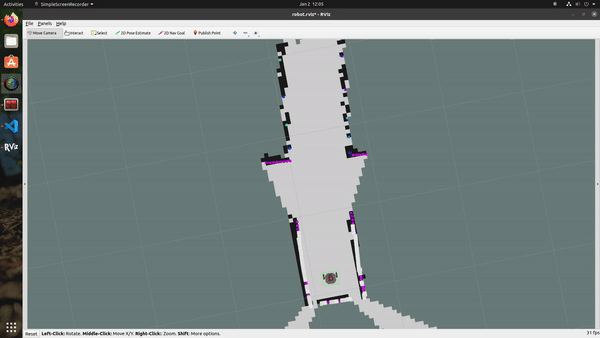 Activities
SimpleScreenRecorder
Jan 2 12:05
robot.rviz* - RViz
File Panels Help
Move Camera Interact Select 2D Pose Estimate 2D Nav Goal Publish Point
RViz
Reset Left-Click: Rotate. Middle-Click: Move X/Y. Right-Click: Zoom. Shift: More options. 31 fps